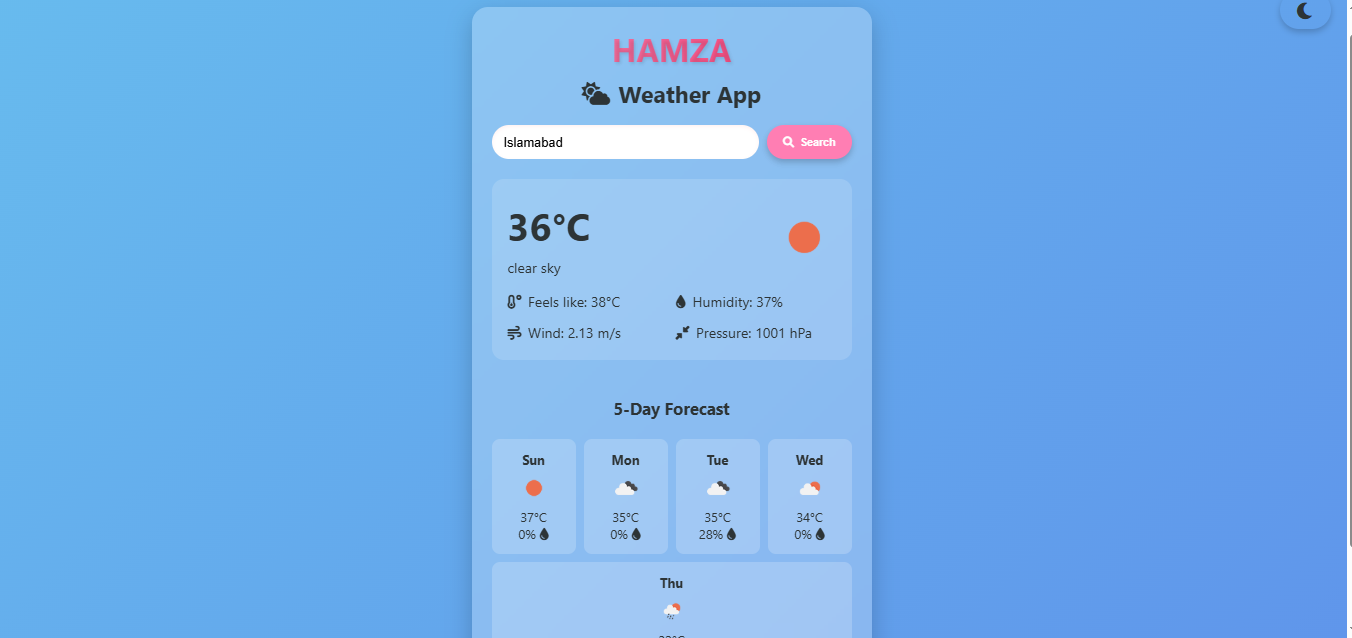 HAMZA
Weather App
Islamabad
Search
36°C
clear sky
Feels like: 38°C
Humidity: 37%
Wind: 2.13 m/s
Pressure: 1001 hPa
5-Day Forecast
Sun
Mon
Tue
Wed
37°C
35°C
35°C
34°C
0%
0%
28%
0%
Thu